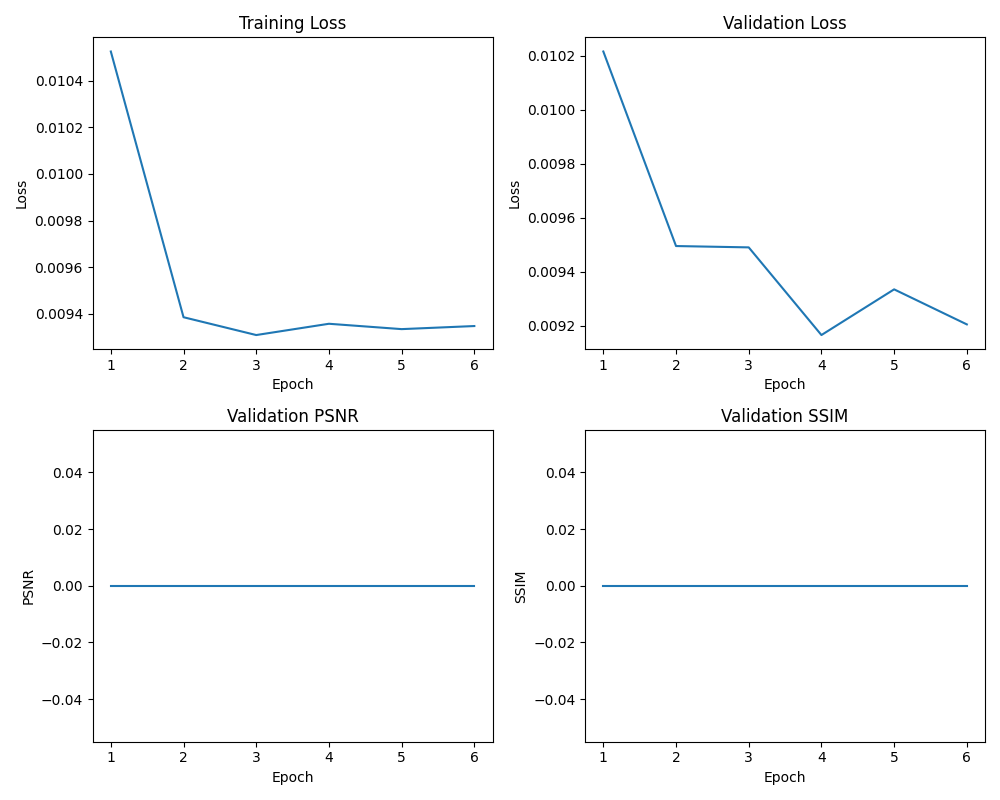 Training Loss
Loss
0.0104
0.0102
0.0100
0.0098
0.0096
0.0094
1 2 3 4 5 6
Epoch
Validation Loss
Loss
0.0102
0.0100
0.0098
0.0096
0.0094
0.0092
1 2 3 4 5 6
Epoch
Validation PSNR
PSNR
0.04
0.02
0.00
−0.02
−0.04
1 2 3 4 5 6
Epoch
Validation SSIM
SSIM
0.04
0.02
0.00
−0.02
−0.04
1 2 3 4 5 6
Epoch